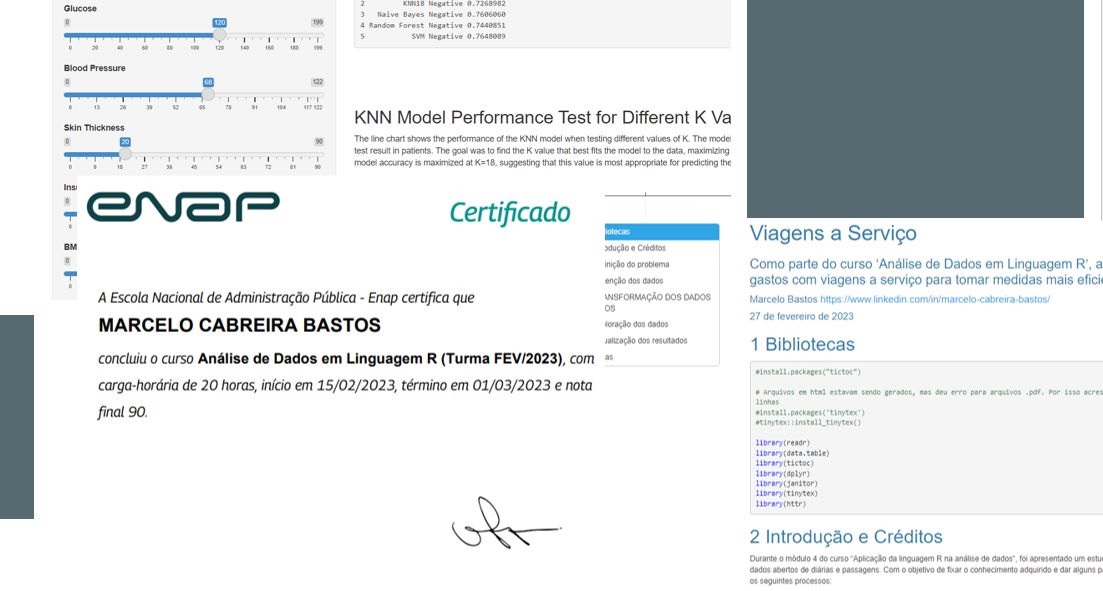 Glucose
0 120 199
0 20 40 60 80 100 120 140 160 180 199
Blood Pressure
0 68 122
0 13 26 39 52 65 78 91 104 117 122
Skin Thickness
0 20 90
0 9 18 27 36 45 54 63 72 81 90
Ins
0
0
BM
0
0
2 KNN18 Negative 0.7268982
3 Naive Bayes Negative 0.7606060
4 Random Forest Negative 0.7440851
5 SVM Negative 0.7648089
KNN Model Performance Test for Different K Va
The line chart shows the performance of the KNN model when testing different values of K. The model
test result in patients. The goal was to find the K value that best fits the model to the data, maximizing
model accuracy is maximized at K=18, suggesting that this value is most appropriate for predicting the
enap
Certificado
A Escola Nacional de Administração Pública - Enap certifica que
MARCELO CABREIRA BASTOS
concluiu o curso Análise de Dados em Linguagem R (Turma FEV/2023), com
carga-horária de 20 horas, início em 15/02/2023, término em 01/03/2023 e nota
final 90.
liotecas
odução e Créditos
inição do problema
enção dos dados
ANSFORMAÇÃO DOS DADOS
OS
loração dos dados
ualização dos resultados
as
Viagens a Serviço
Como parte do curso 'Análise de Dados em Linguagem R', a
gastos com viagens a serviço para tomar medidas mais efici
Marcelo Bastos https://www.linkedin.com/in/marcelo-cabreira-bastos/
27 de fevereiro de 2023
1 Bibliotecas
#install.packages("tictoc")
# Arquivos em html estavam sendo gerados, mas deu erro para arquivos .pdf. Por isso acres
linhas
#install.packages('tinytex')
#tinytex::install_tinytex()
library(readr)
library(data.table)
library(tictoc)
library(dplyr)
library(janitor)
library(tinytex)
library(httr)
2 Introdução e Créditos
Durante o módulo 4 do curso "Aplicação da linguagem R na análise de dados", foi apresentado um estu
dados abertos de diárias e passagens. Com o objetivo de fixar o conhecimento adquirido e dar alguns p
os seguintes processos: